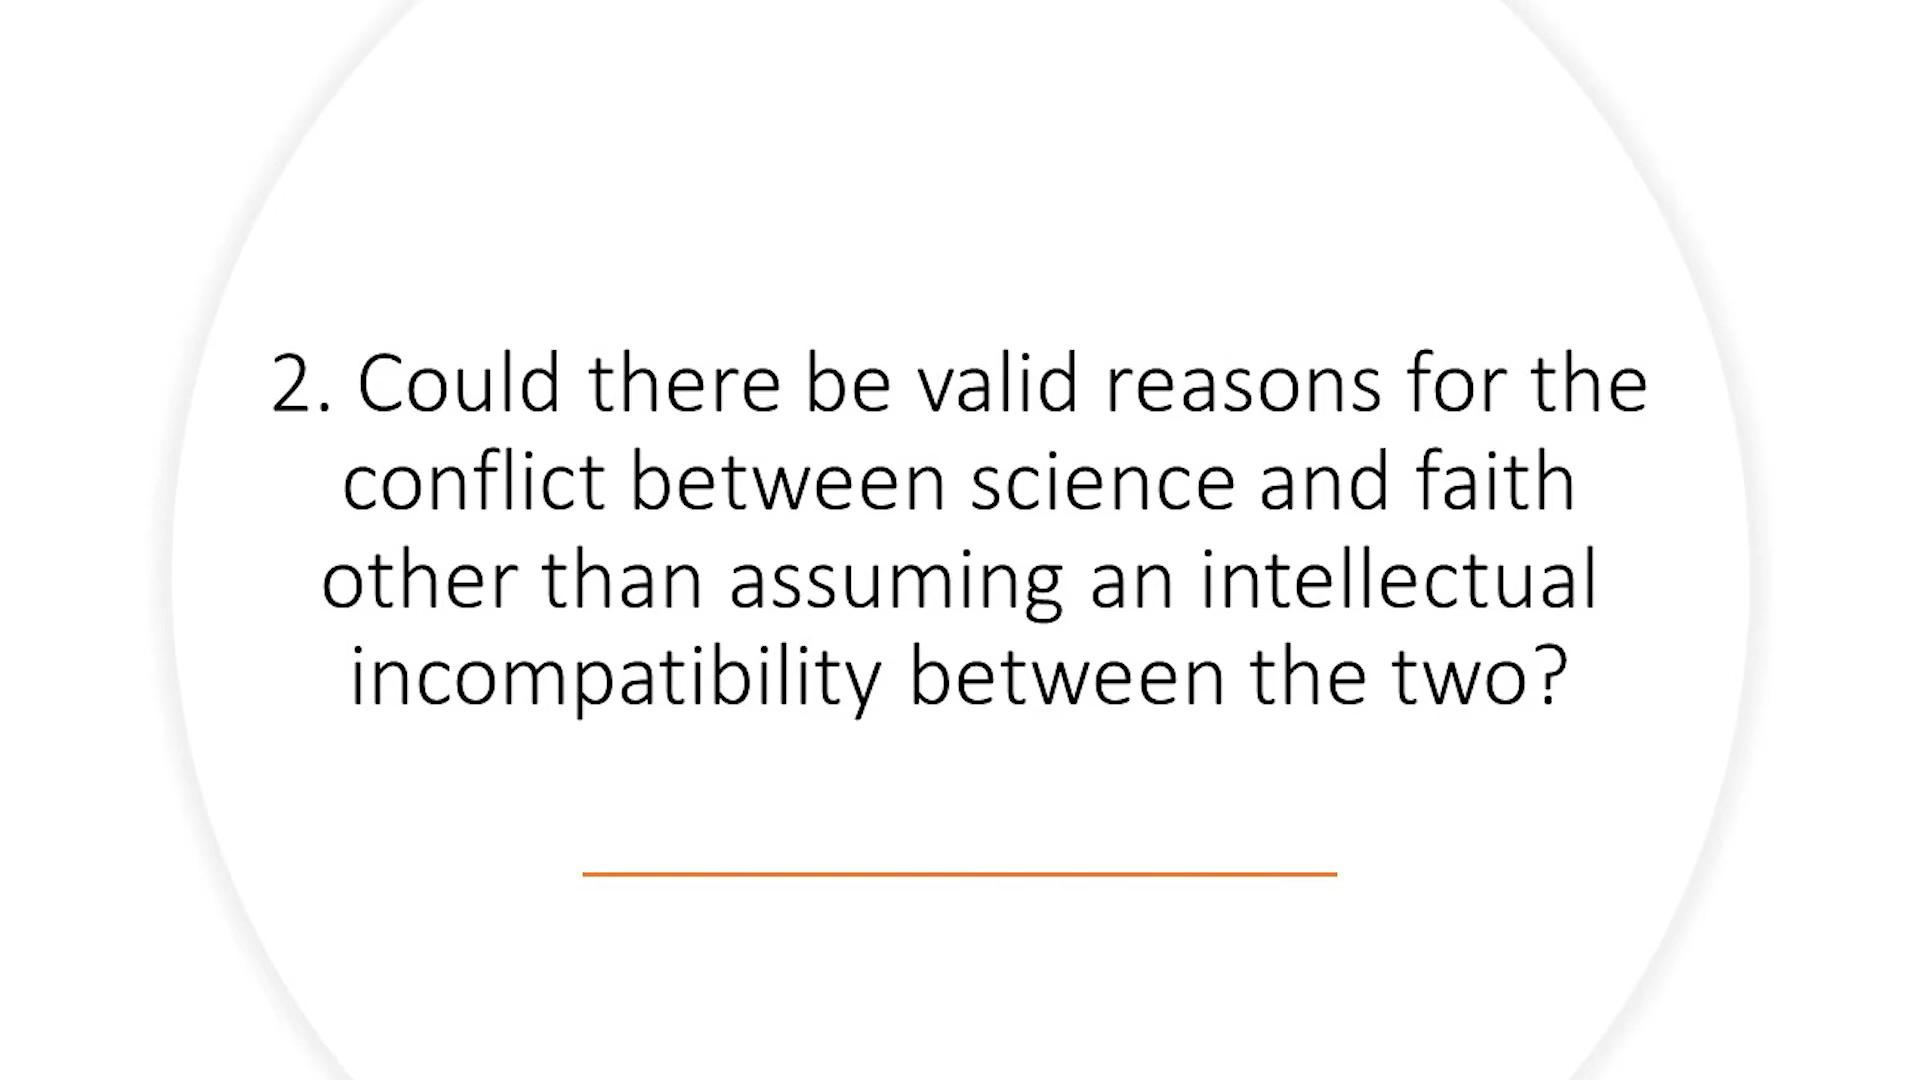 2. Could there be valid reasons for the
conflict between science and faith
other than assuming an intellectual
incompatibility between the two?